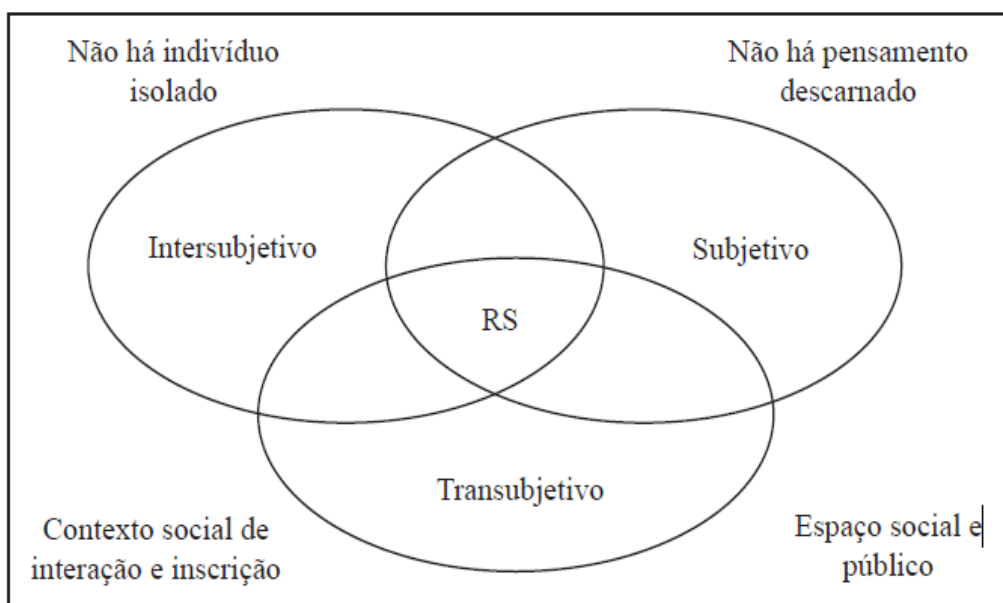 Não há indivíduo
isolado
Não há pensamento
descarnado
Intersubjetivo
Subjetivo
RS
Transubjetivo
Contexto social de
interação e inscrição
Espaço social e
público